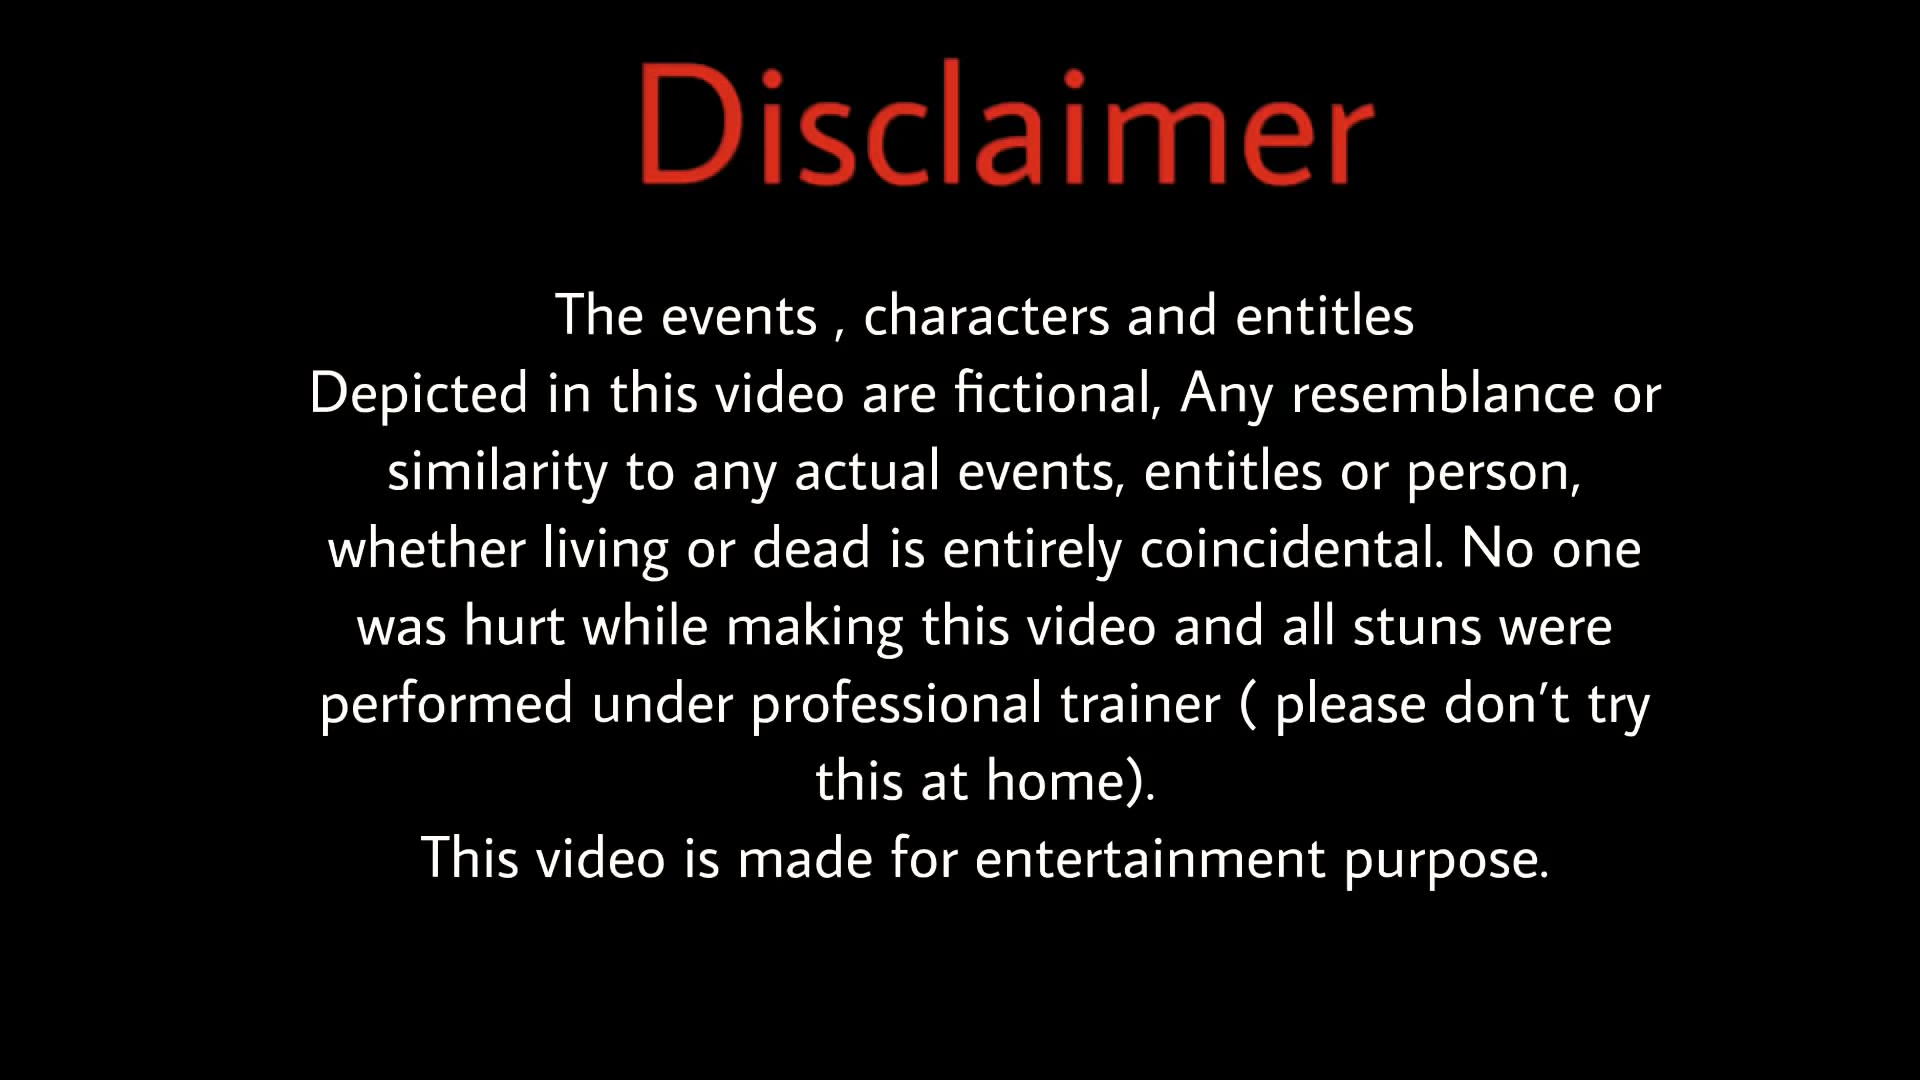 Disclaimer
The events , characters and entitles
Depicted in this video are fictional, Any resemblance or
similarity to any actual events, entitles or person,
whether living or dead is entirely coincidental. No one
was hurt while making this video and all stuns were
performed under professional trainer ( please don’t try
this at home).
This video is made for entertainment purpose.